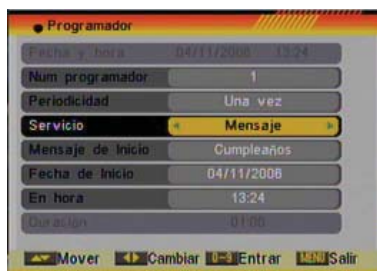 Programador
Fecha y hora 04/11/2006 13:24
Num programador 1
Periodicidad Una vez
Servicio Mensaje
Mensaje de Inicio Cumpleaños
Fecha de Inicio 04/11/2006
En hora 13:24
Duración 01:00
Mover Cambiar 0-9 Entrar MENU Salir